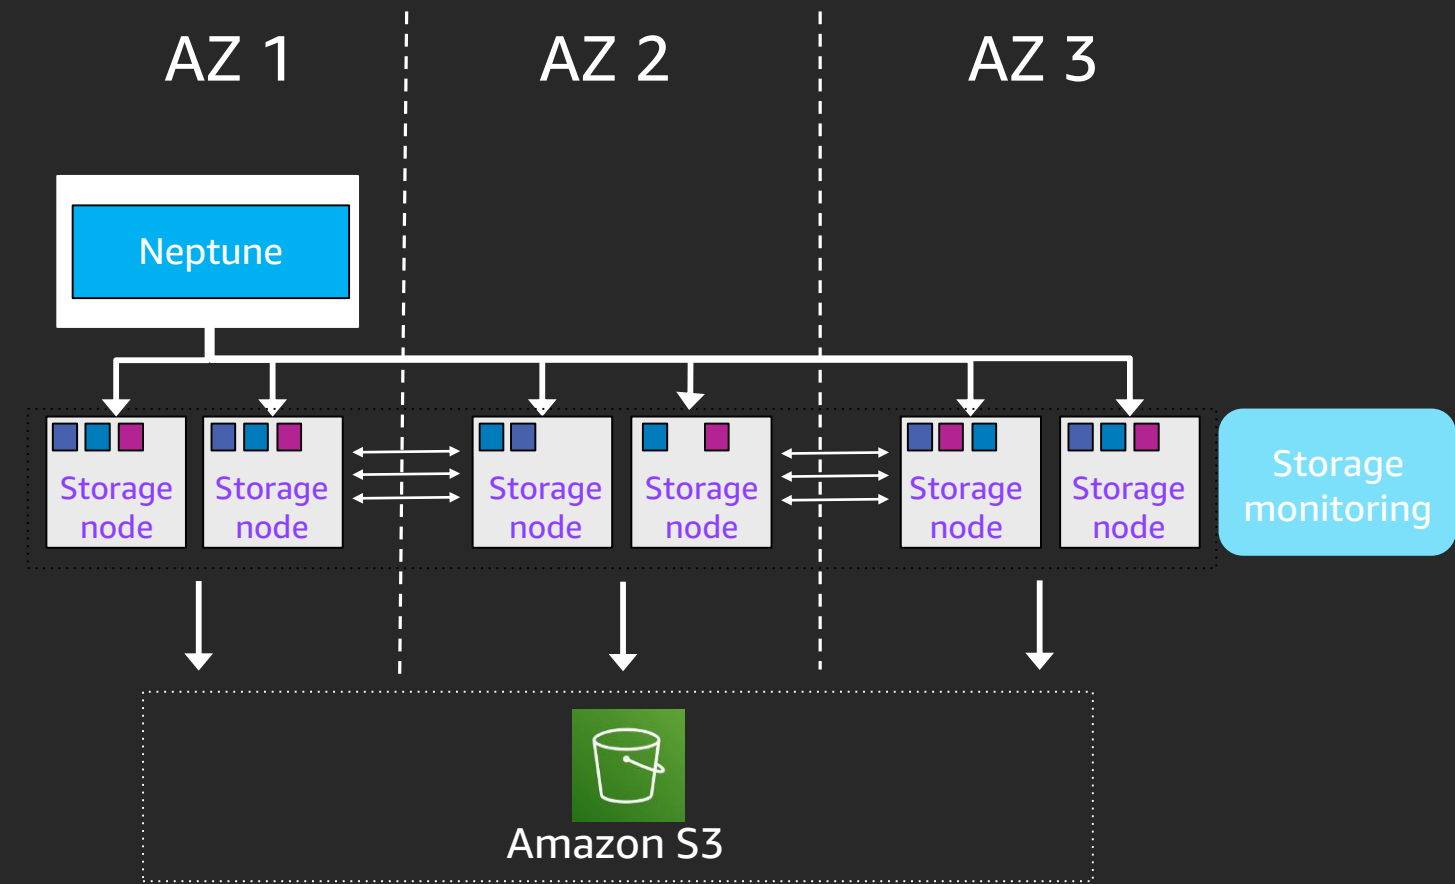 AZ 1
AZ 2
AZ 3
Neptune
Storage
node
Storage
node
Storage
node
Storage
node
Storage
node
Storage
node
Storage
monitoring
Amazon S3